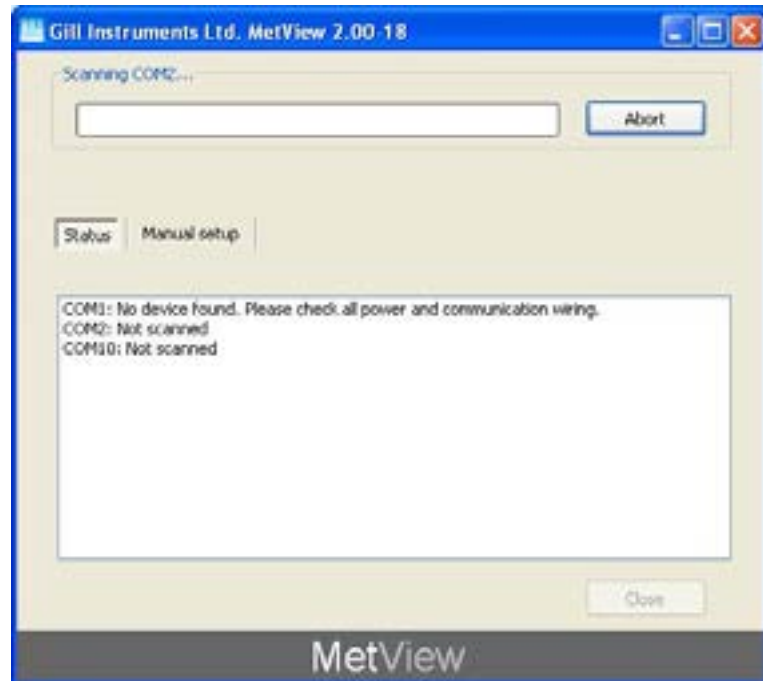 Gill Instruments Ltd. MetView 2.00-18
Scanning COM2...
Abort
Status
Manual setup
COM1: No device found. Please check all power and communication wiring.
COM2: Not scanned
COM10: Not scanned
Close
MetView